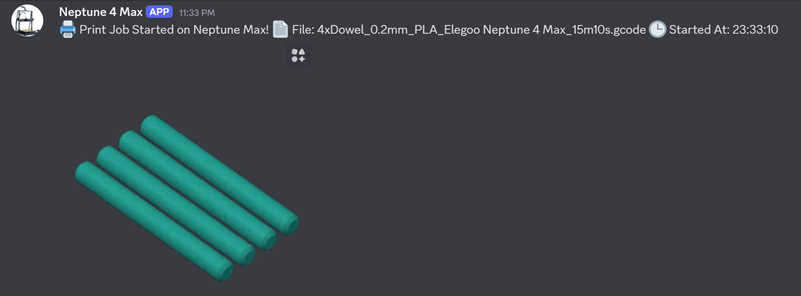 Neptune 4 Max APP 11:33 PM
🖨️ Print Job Started on Neptune Max! 📄 File: 4xDowel_0.2mm_PLA_Elegoo Neptune 4 Max_15m10s.gcode 🕒 Started At: 23:33:10